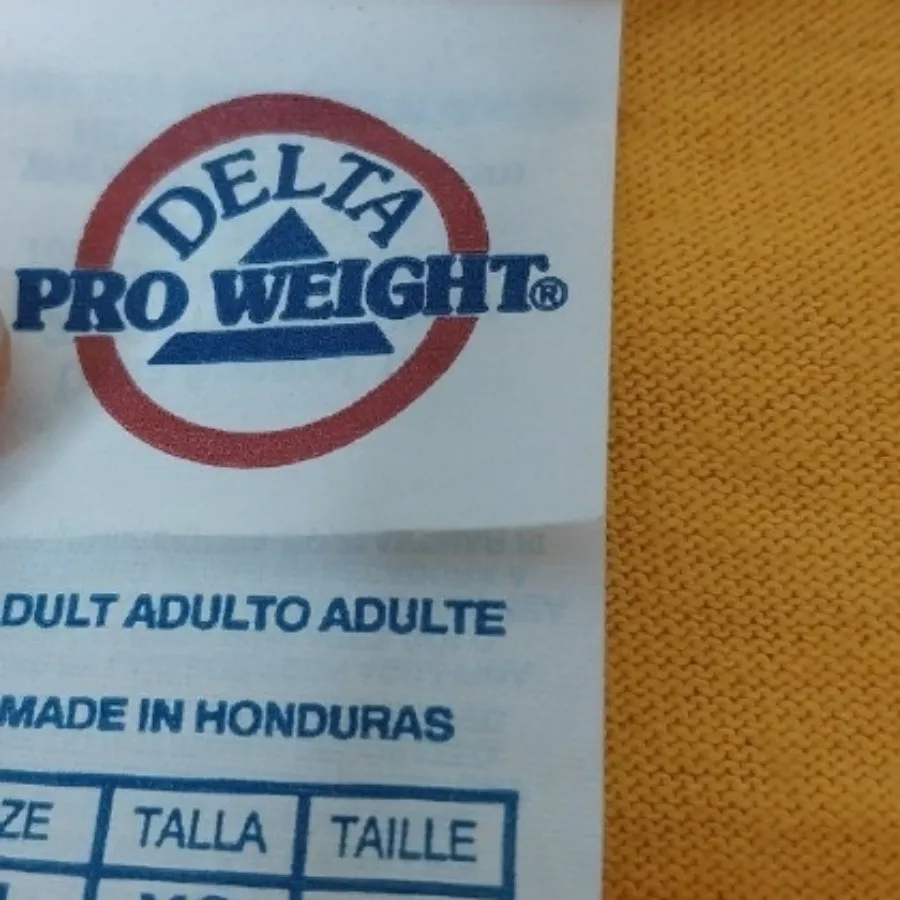 DELTA
PRO WEIGHT®
DULT ADULTO ADULTE
MADE IN HONDURAS
ZE TALLA TAILLE